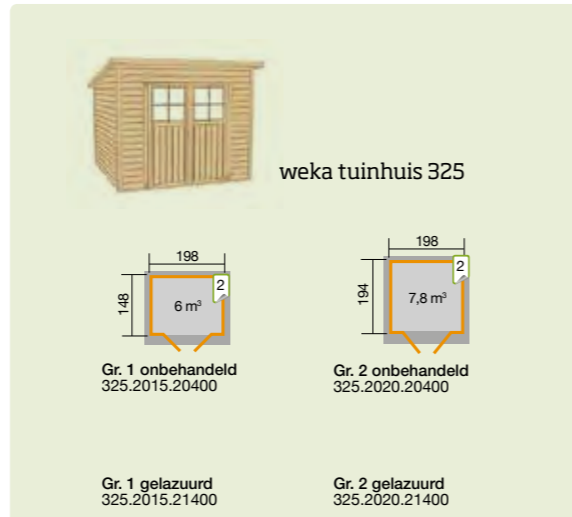 weka tuinhuis 325
198
2
148
6 m³
Gr. 1 onbehandeld
325.2015.20400
198
2
194
7,8 m³
Gr. 2 onbehandeld
325.2020.20400
Gr. 1 gelazuurd
325.2015.21400
Gr. 2 gelazuurd
325.2020.21400